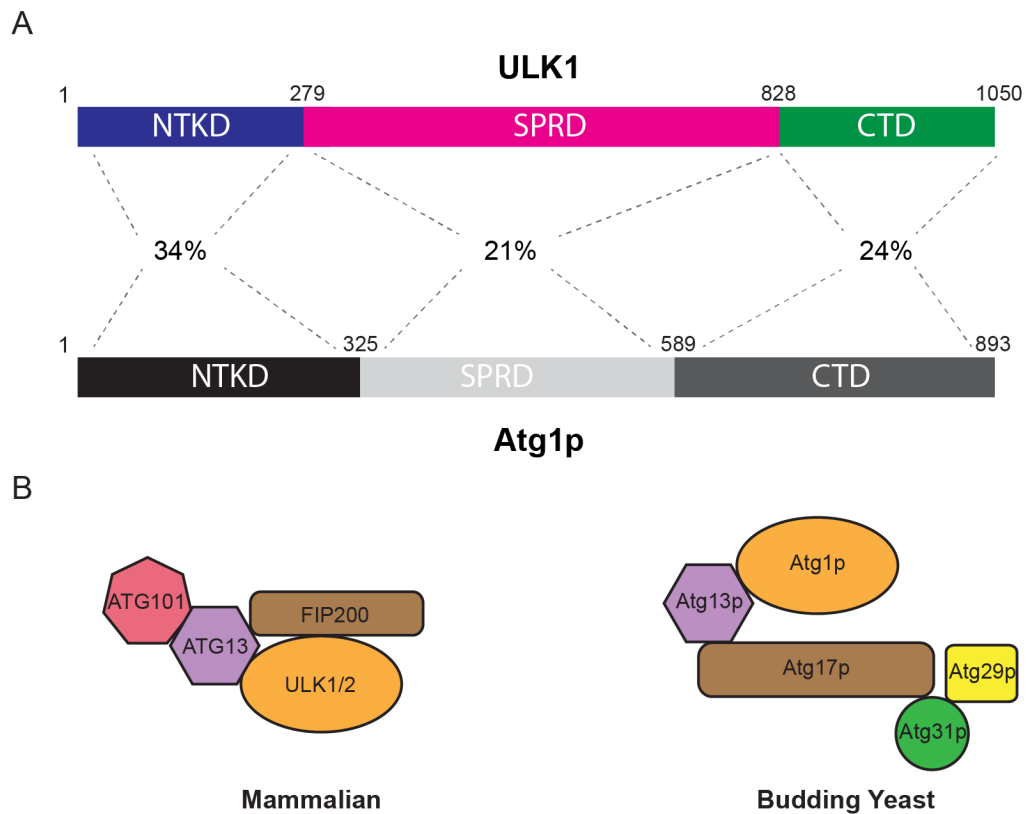 A
ULK1
1 279 828 1050
NTKD SPRD CTD
34% 21% 24%
1 325 589 893
NTKD SPRD CTD
Atg1p
B
ATG101
ATG13
FIP200
ULK1/2
Mammalian
Atg1p
Atg13p
Atg17p
Atg29p
Atg31p
Budding Yeast